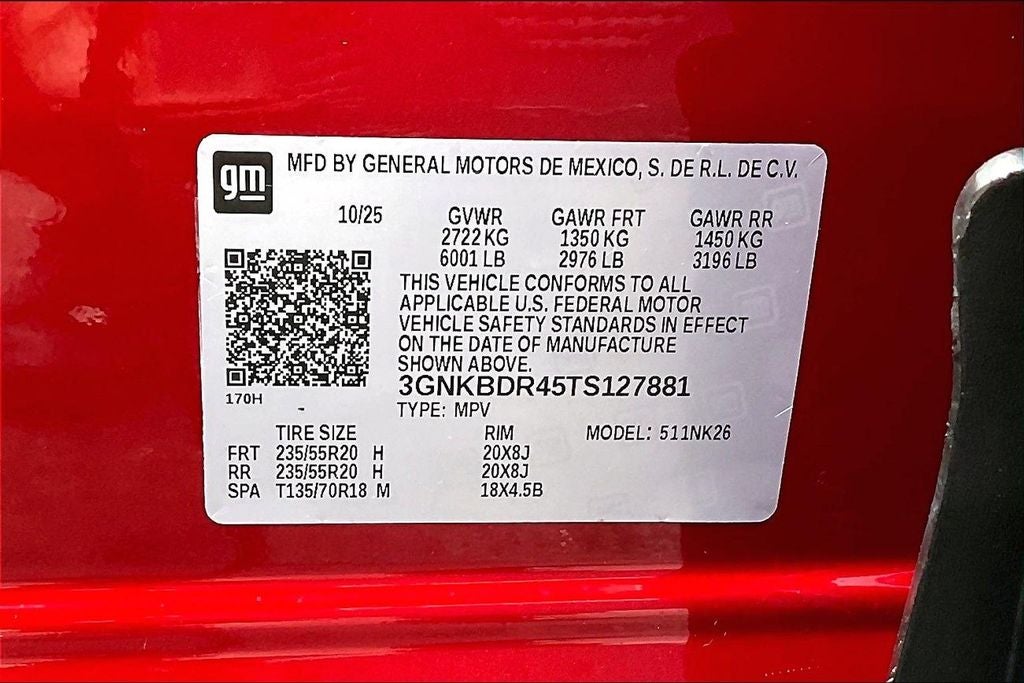 gm MFD BY GENERAL MOTORS DE MEXICO, S. DE R.L. DE C.V.
10/25 GVWR GAWR FRT GAWR RR
2722 KG 1350 KG 1450 KG
6001 LB 2976 LB 3196 LB
THIS VEHICLE CONFORMS TO ALL
APPLICABLE U.S. FEDERAL MOTOR
VEHICLE SAFETY STANDARDS IN EFFECT
ON THE DATE OF MANUFACTURE
SHOWN ABOVE.
3GNKBDR45TS127881
170H
TYPE: MPV
TIRE SIZE RIM MODEL: 511NK26
FRT 235/55R20 H 20X8J
RR 235/55R20 H 20X8J
SPA T135/70R18 M 18X4.5B